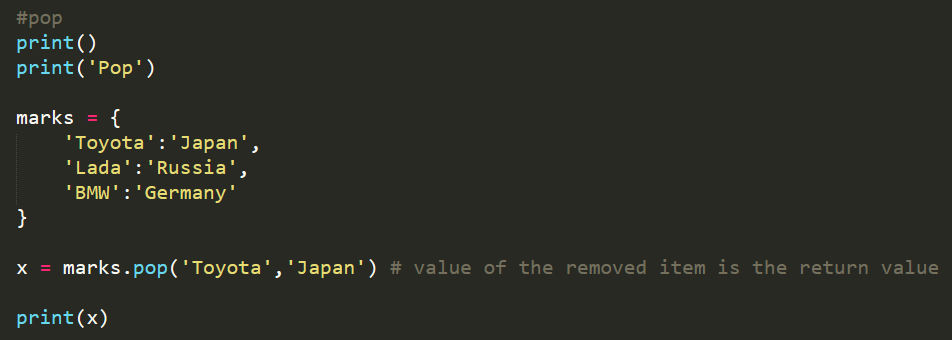 #pop
print()
print('Pop')
marks = {
    'Toyota':'Japan',
    'Lada':'Russia',
    'BMW':'Germany'
}
x = marks.pop('Toyota','Japan') # value of the removed item is the return value
print(x)